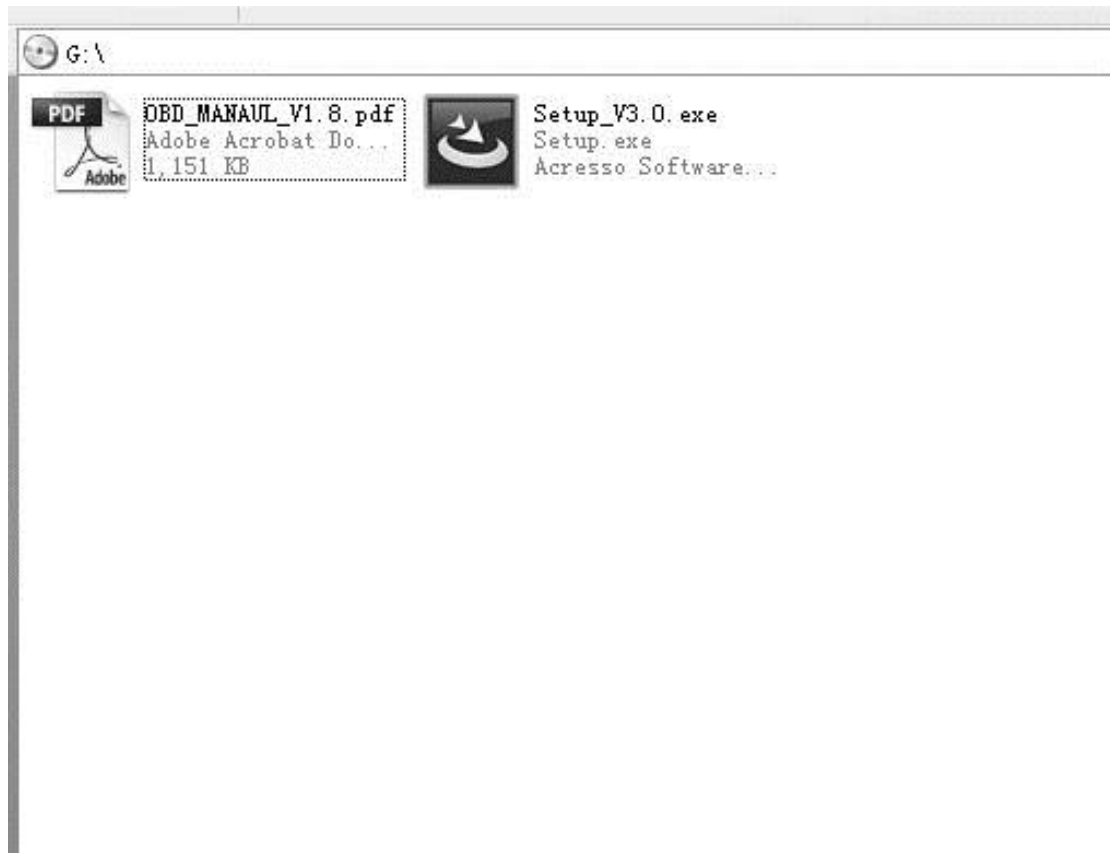 G:\
PDF
Adobe
OBD_MANAUL_V1.8.pdf
Adobe Acrobat Do...
1,151 KB
Setup_V3.0.exe
Setup.exe
Acresso Software...